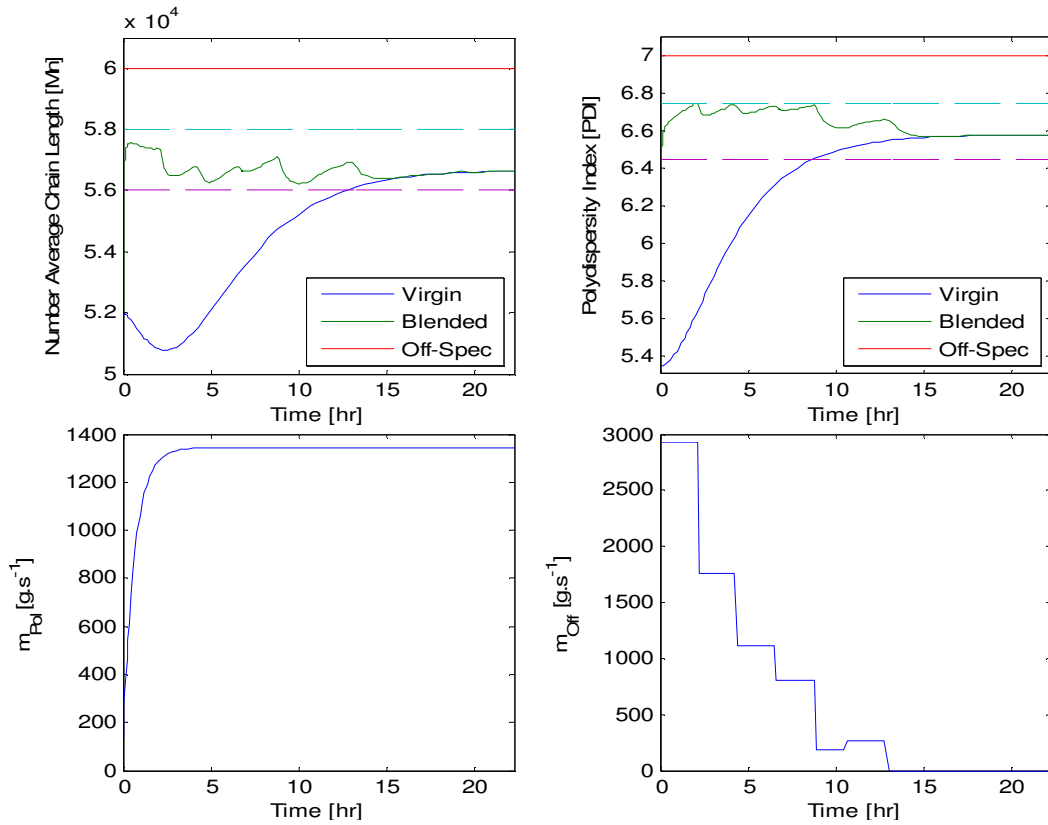 x 10⁴
Number Average Chain Length [Mn]
6
5.8
5.6
5.4
5.2
5
0 5 10 15 20
Time [hr]
Virgin
Blended
Off-Spec
Polydispersity Index [PDI]
7
6.8
6.6
6.4
6.2
6
5.8
5.6
5.4
0 5 10 15 20
Time [hr]
Virgin
Blended
Off-Spec
m_Pol [g.s⁻¹]
1400
1200
1000
800
600
400
200
0
0 5 10 15 20
Time [hr]
m_Off [g.s⁻¹]
3000
2500
2000
1500
1000
500
0
0 5 10 15 20
Time [hr]